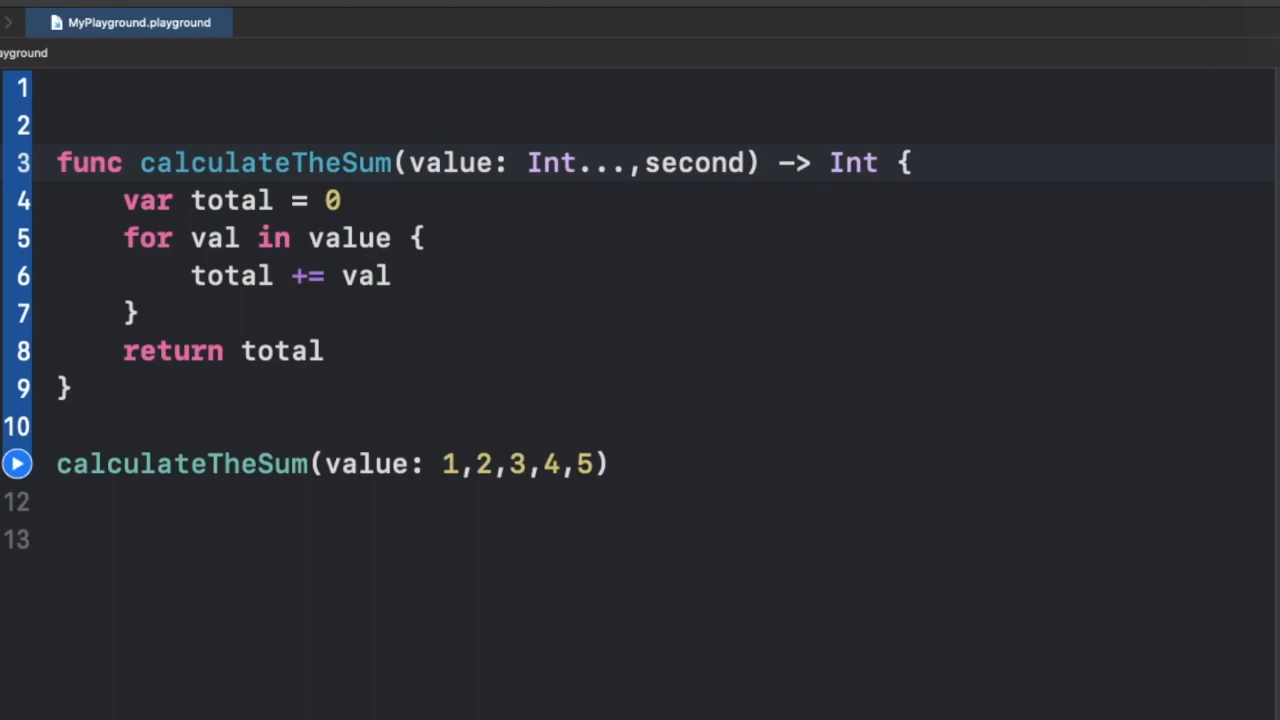 MyPlayground.playground
ayground
1
2
3 func calculateTheSum(value: Int...,second) -> Int {
4 var total = 0
5 for val in value {
6 total += val
7 }
8 return total
9 }
10
calculateTheSum(value: 1,2,3,4,5)
12
13